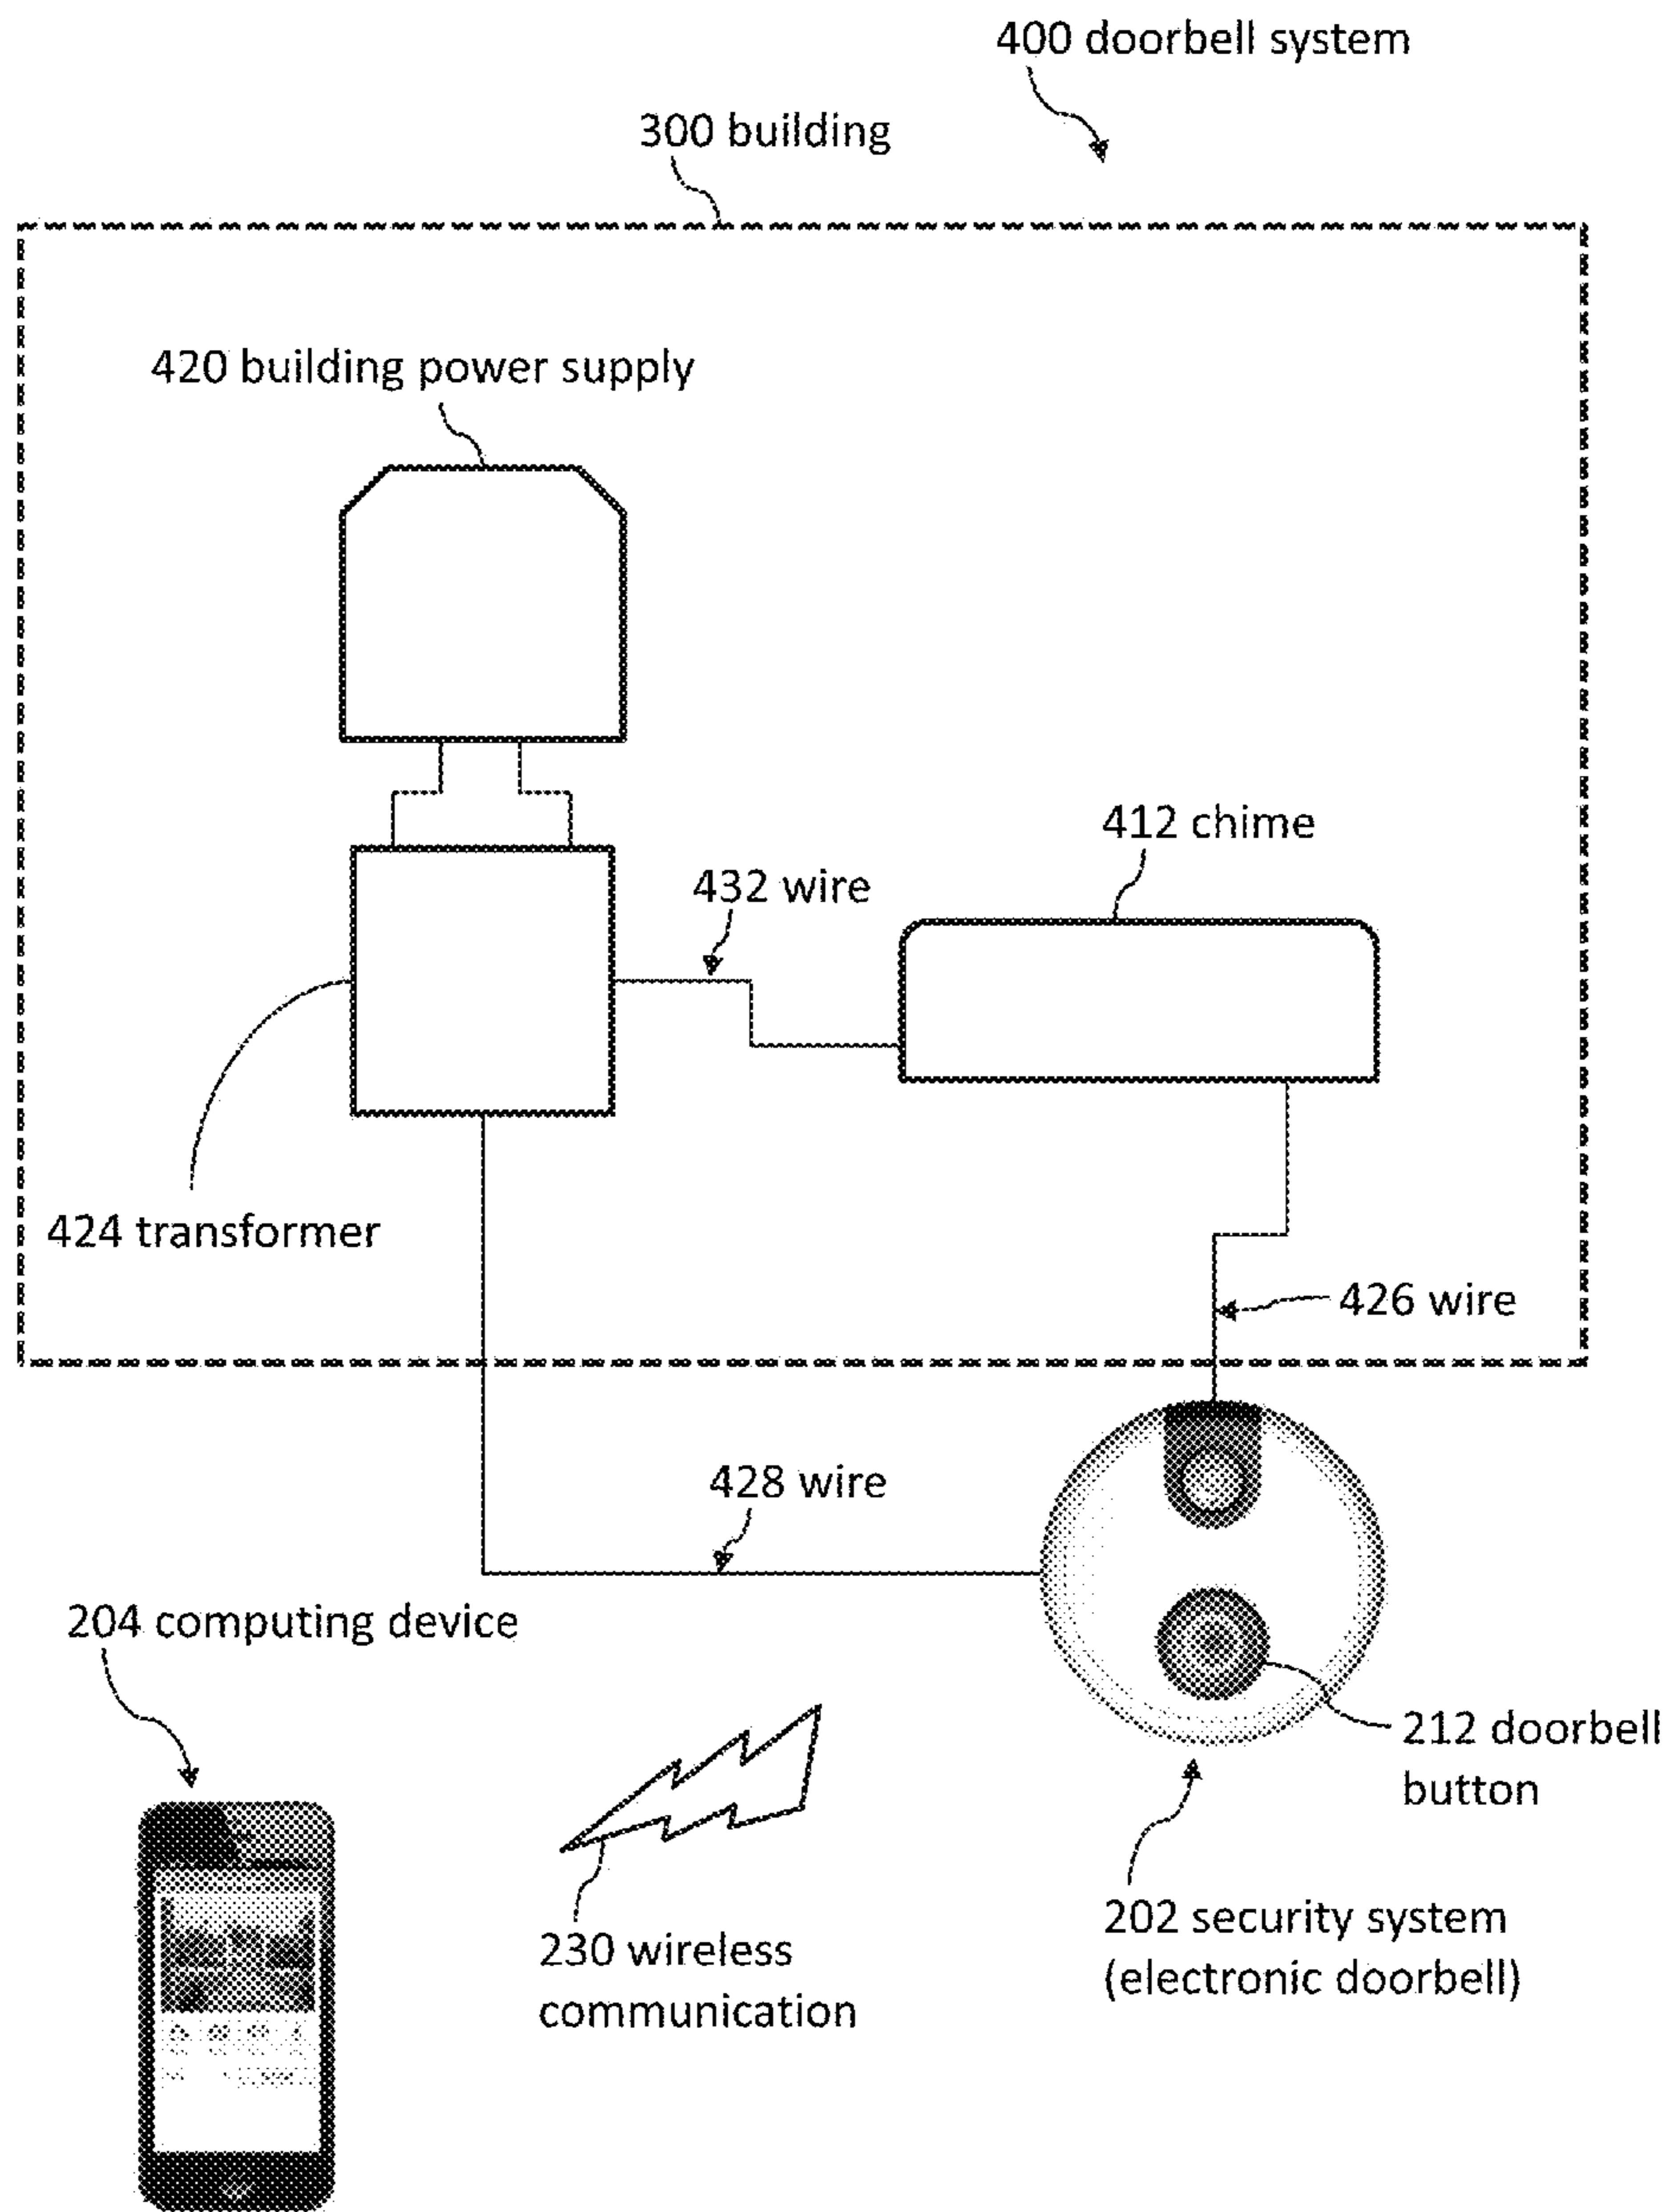 400 doorbell system
300 building
420 building power supply
412 chime
432 wire
424 transformer
426 wire
428 wire
204 computing device
212 doorbell
button
202 security system
(electronic doorbell)
230 wireless
communication